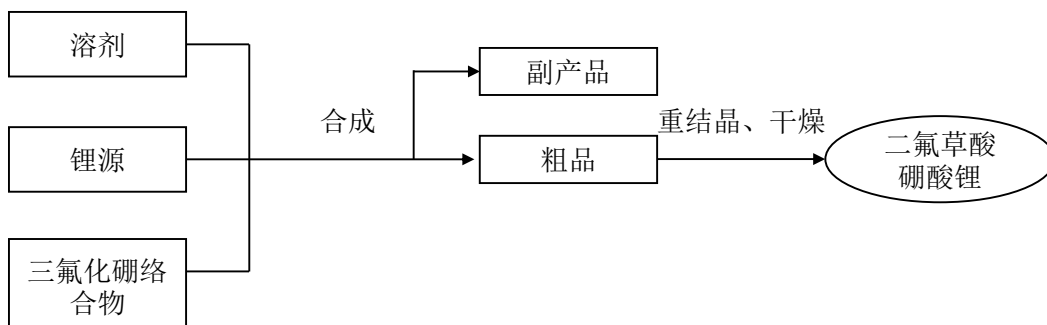 溶剂
副产品
合成
重结晶、干燥
锂源
粗品
二氟草酸
硼酸锂
三氟化硼络
合物